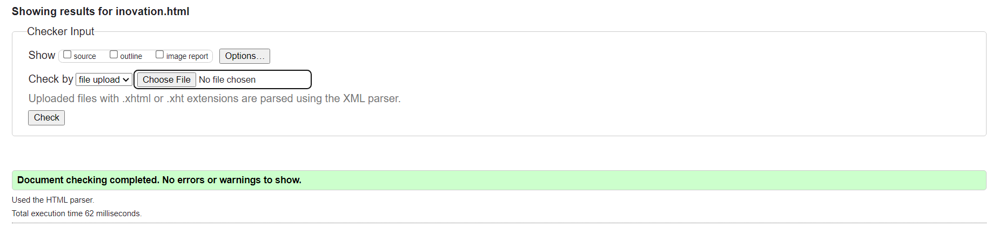 Showing results for inovation.html
Checker Input
Show source outline image report Options…
Check by file upload Choose File No file chosen
Uploaded files with .xhtml or .xht extensions are parsed using the XML parser.
Check
Document checking completed. No errors or warnings to show.
Used the HTML parser.
Total execution time 62 milliseconds.